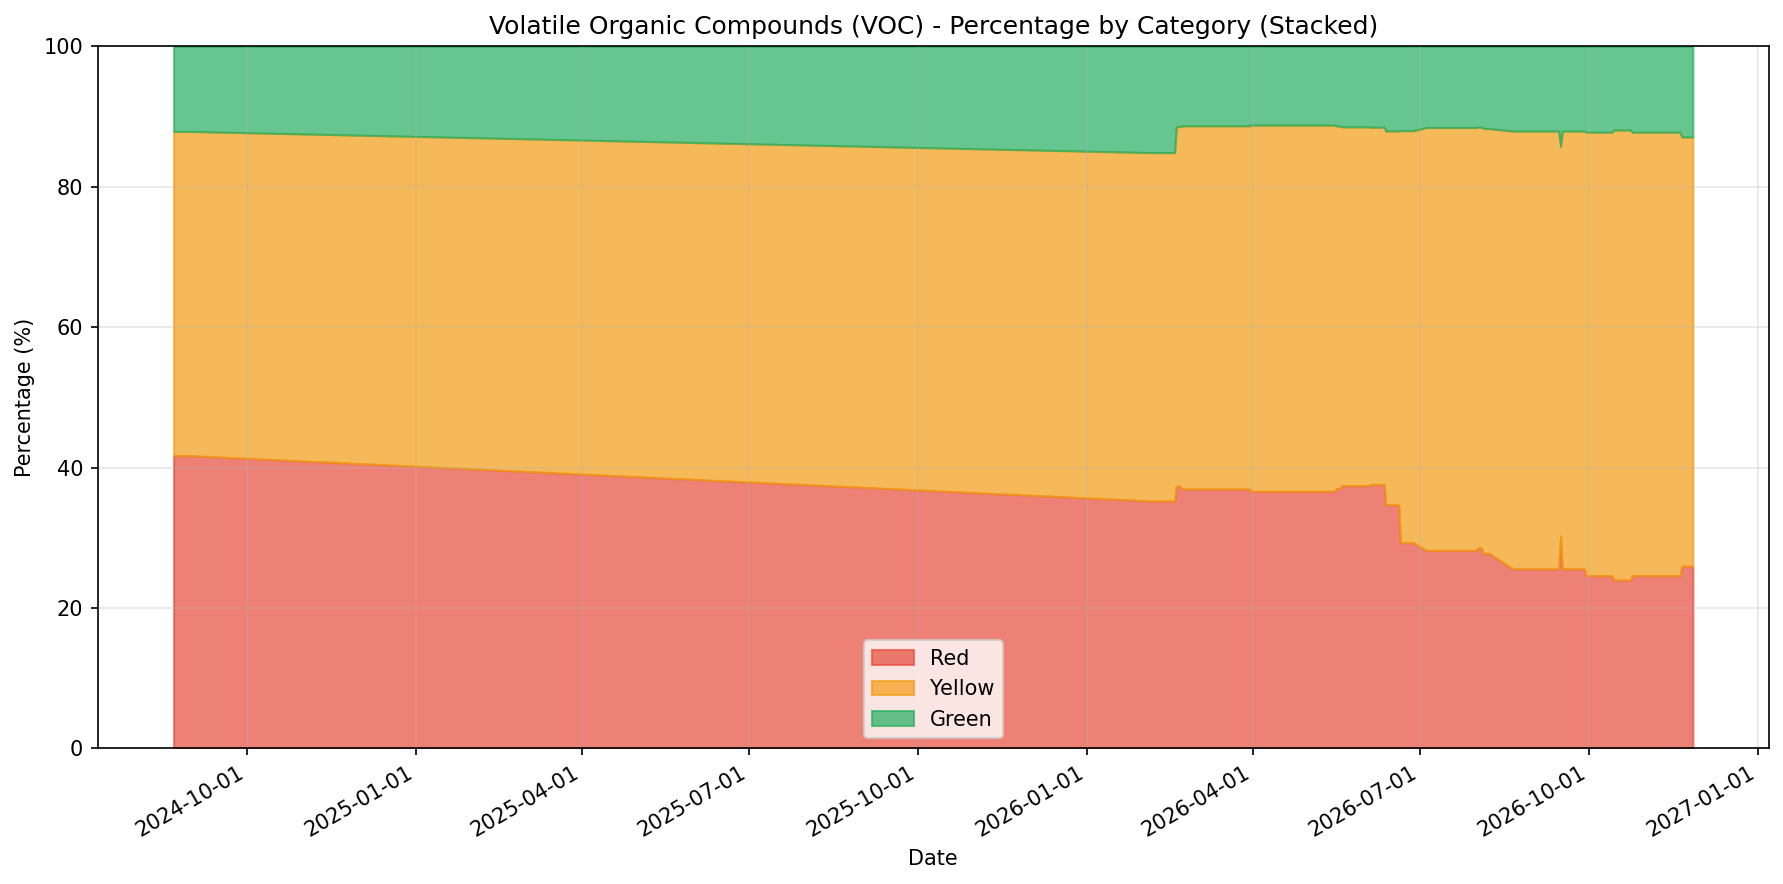 Volatile Organic Compounds (VOC) - Percentage by Category (Stacked)
Percentage (%)
100
80
60
40
20
0
Red
Yellow
Green
2024-10-01
2025-01-01
2025-04-01
2025-07-01
2025-10-01
2026-01-01
2026-04-01
2026-07-01
2026-10-01
2027-01-01
Date